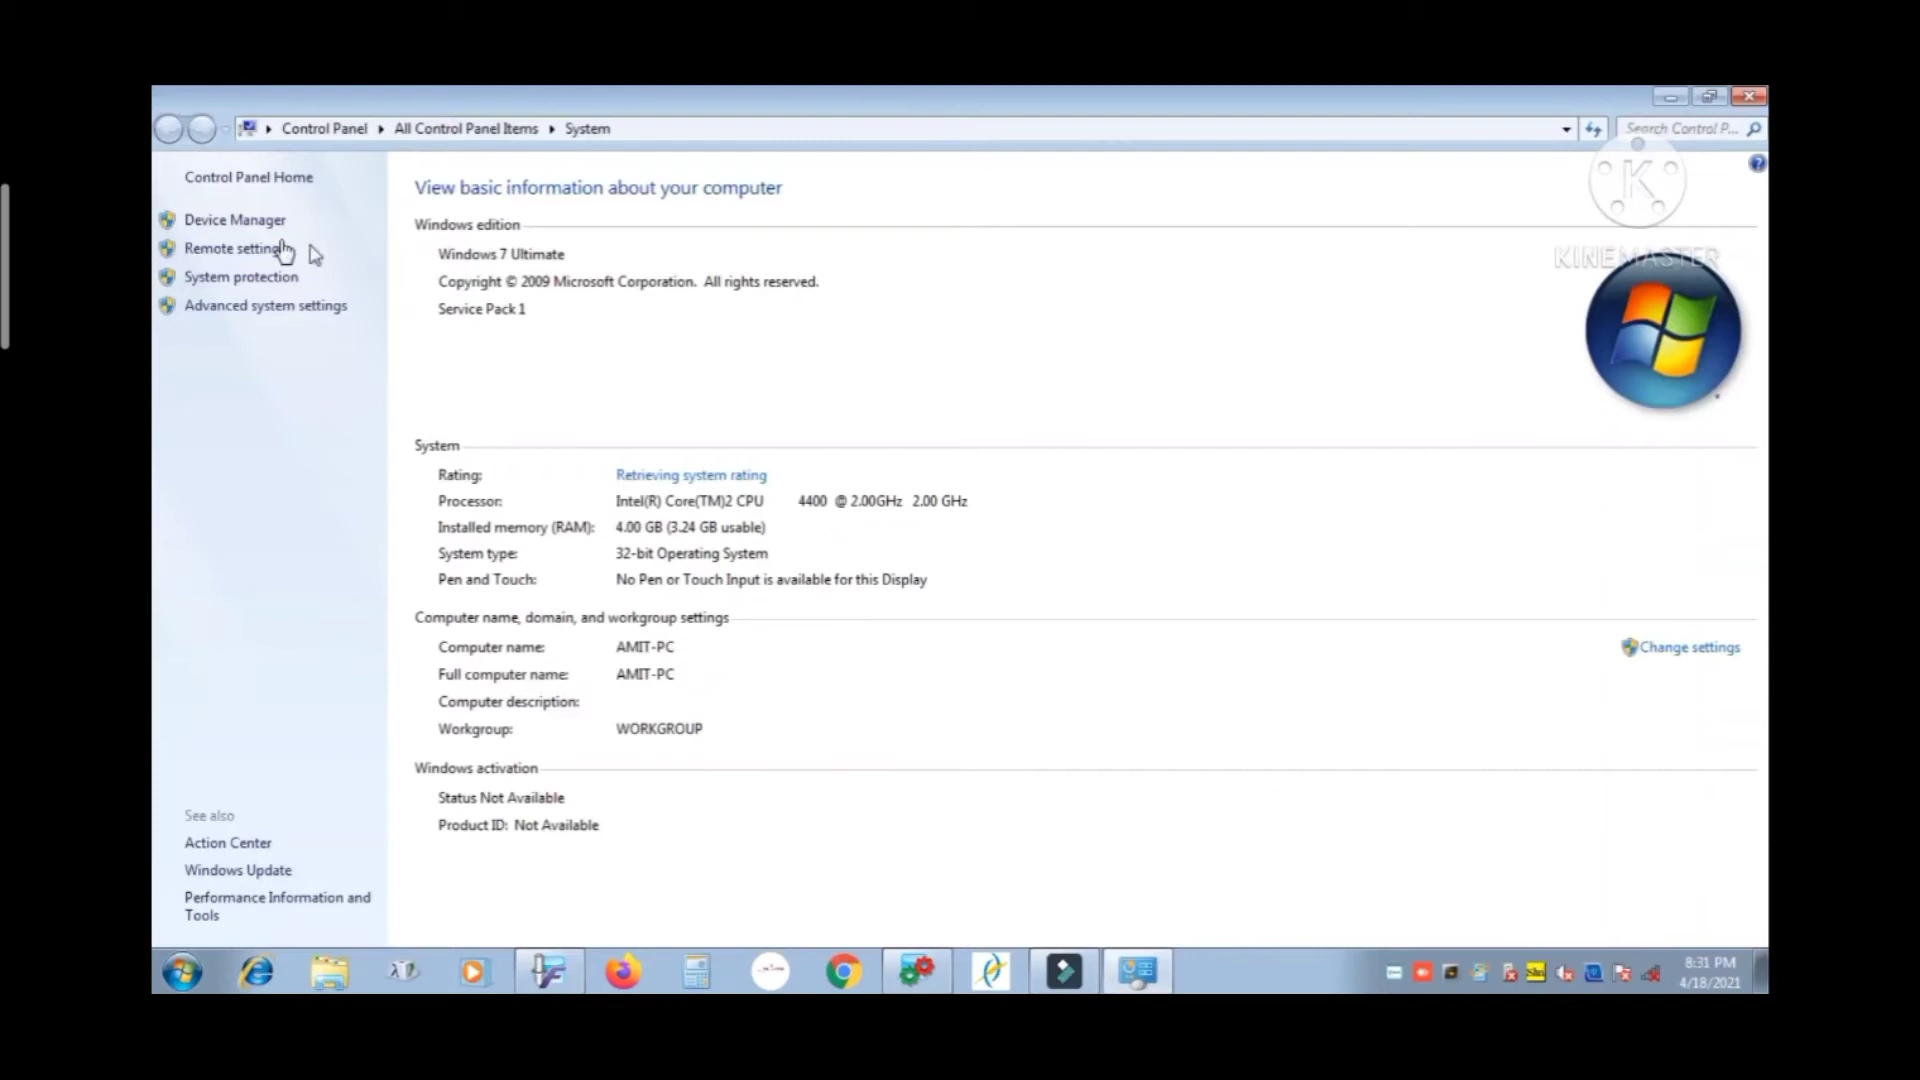 Control Panel ▸ All Control Panel Items ▸ System
Search Control P...
Control Panel Home
Device Manager
Remote setting
System protection
Advanced system settings
See also
Action Center
Windows Update
Performance Information and
Tools
View basic information about your computer
Windows edition
Windows 7 Ultimate
Copyright © 2009 Microsoft Corporation. All rights reserved.
Service Pack 1
K
KINEMASTER
System
Rating: Retrieving system rating
Processor: Intel(R) Core(TM)2 CPU 4400 @ 2.00GHz 2.00 GHz
Installed memory (RAM): 4.00 GB (3.24 GB usable)
System type: 32-bit Operating System
Pen and Touch: No Pen or Touch Input is available for this Display
Computer name, domain, and workgroup settings
Computer name: AMIT-PC
Change settings
Full computer name: AMIT-PC
Computer description:
Workgroup: WORKGROUP
Windows activation
Status Not Available
Product ID: Not Available
8:31 PM
4/18/2021